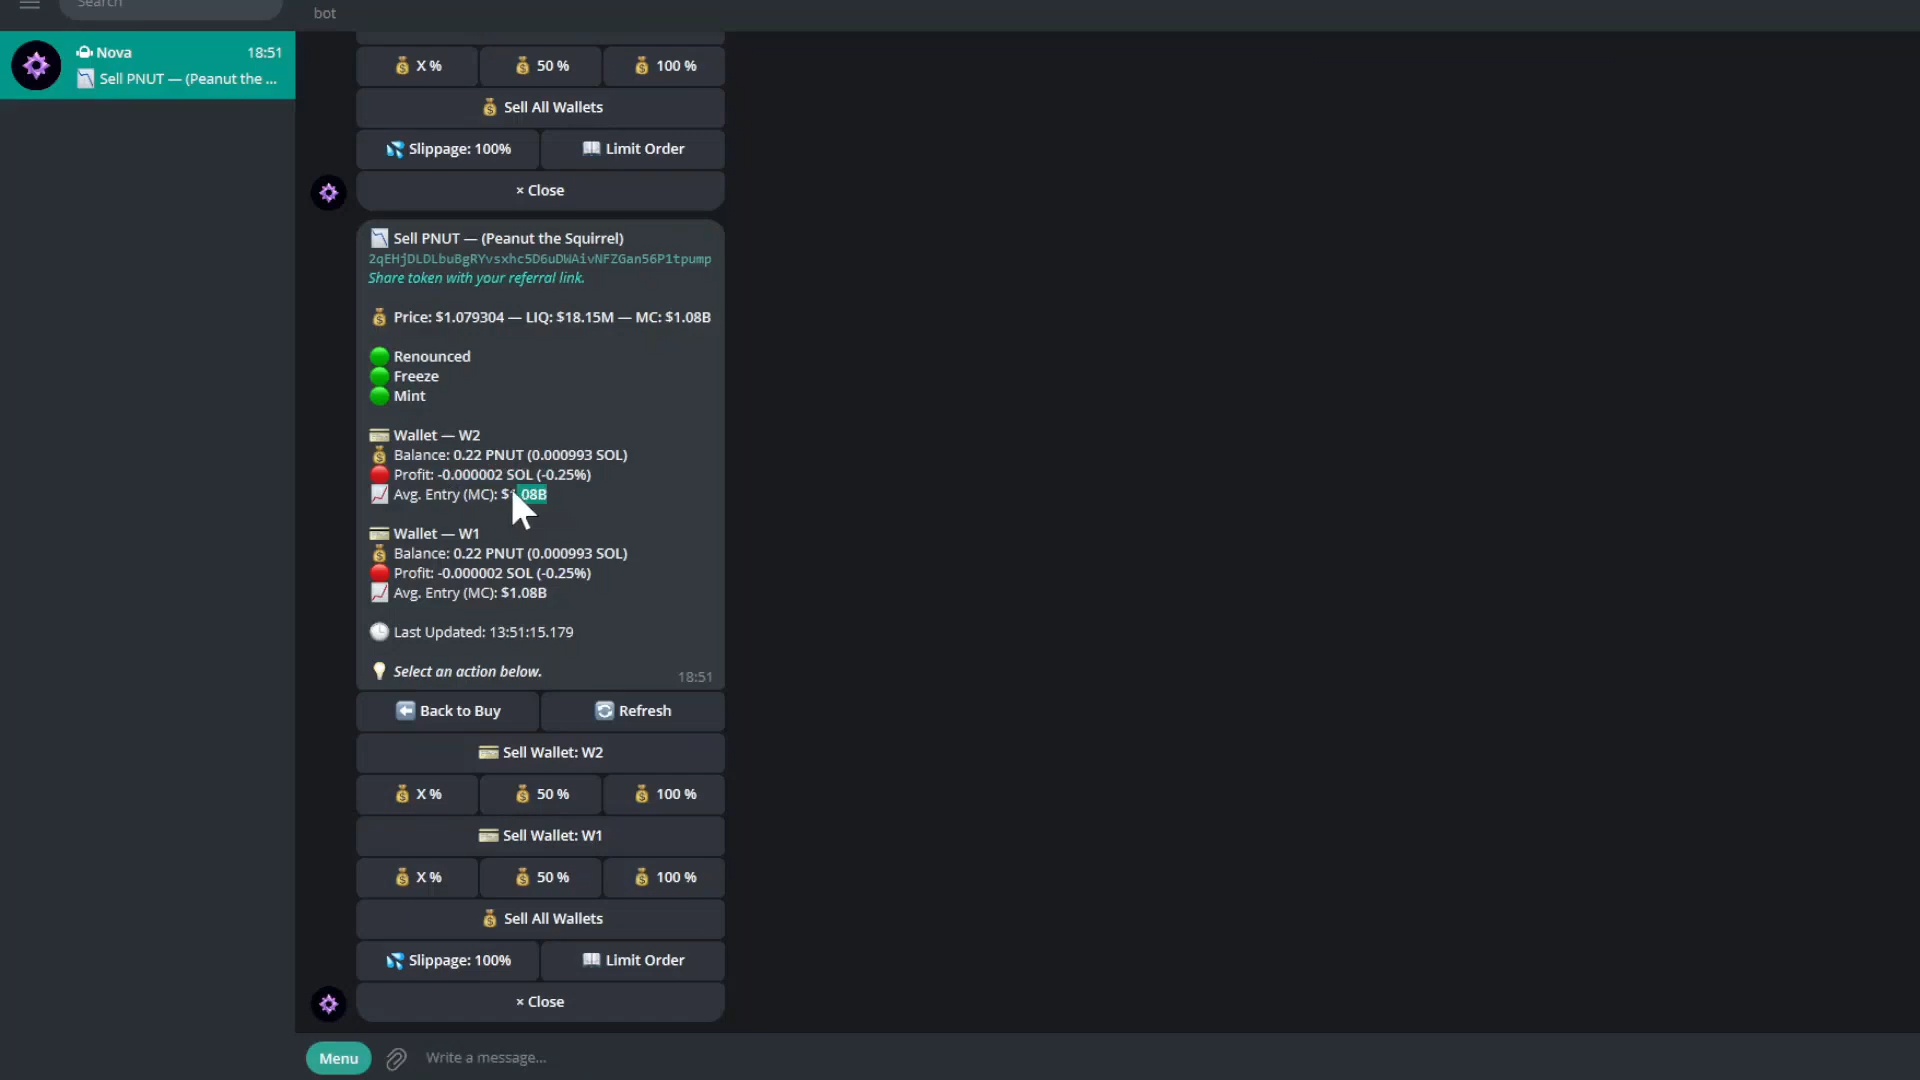 Search
bot
Nova
18:51
Sell PNUT — (Peanut the ...
X %
50 %
100 %
Sell All Wallets
Slippage: 100%
Limit Order
× Close
Sell PNUT — (Peanut the Squirrel)
2qEHjDLDLbuBgRYvsxhc5D6uDWAivNFZGan56P1tpump
Share token with your referral link.
Price: $1.079304 — LIQ: $18.15M — MC: $1.08B
Renounced
Freeze
Mint
Wallet — W2
Balance: 0.22 PNUT (0.000993 SOL)
Profit: -0.000002 SOL (-0.25%)
Avg. Entry (MC): $1.08B
Wallet — W1
Balance: 0.22 PNUT (0.000993 SOL)
Profit: -0.000002 SOL (-0.25%)
Avg. Entry (MC): $1.08B
Last Updated: 13:51:15.179
Select an action below.
18:51
Back to Buy
Refresh
Sell Wallet: W2
X %
50 %
100 %
Sell Wallet: W1
X %
50 %
100 %
Sell All Wallets
Slippage: 100%
Limit Order
× Close
Menu
Write a message...